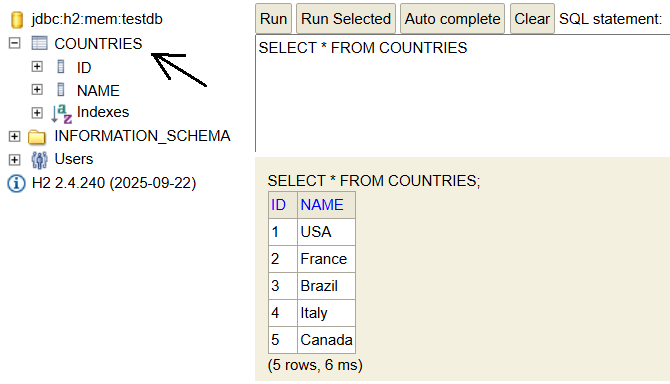 jdbc:h2:mem:testdb
COUNTRIES
ID
NAME
Indexes
INFORMATION_SCHEMA
Users
H2 2.4.240 (2025-09-22)
Run Run Selected Auto complete Clear SQL statement:
SELECT * FROM COUNTRIES
SELECT * FROM COUNTRIES;
ID NAME
1 USA
2 France
3 Brazil
4 Italy
5 Canada
(5 rows, 6 ms)